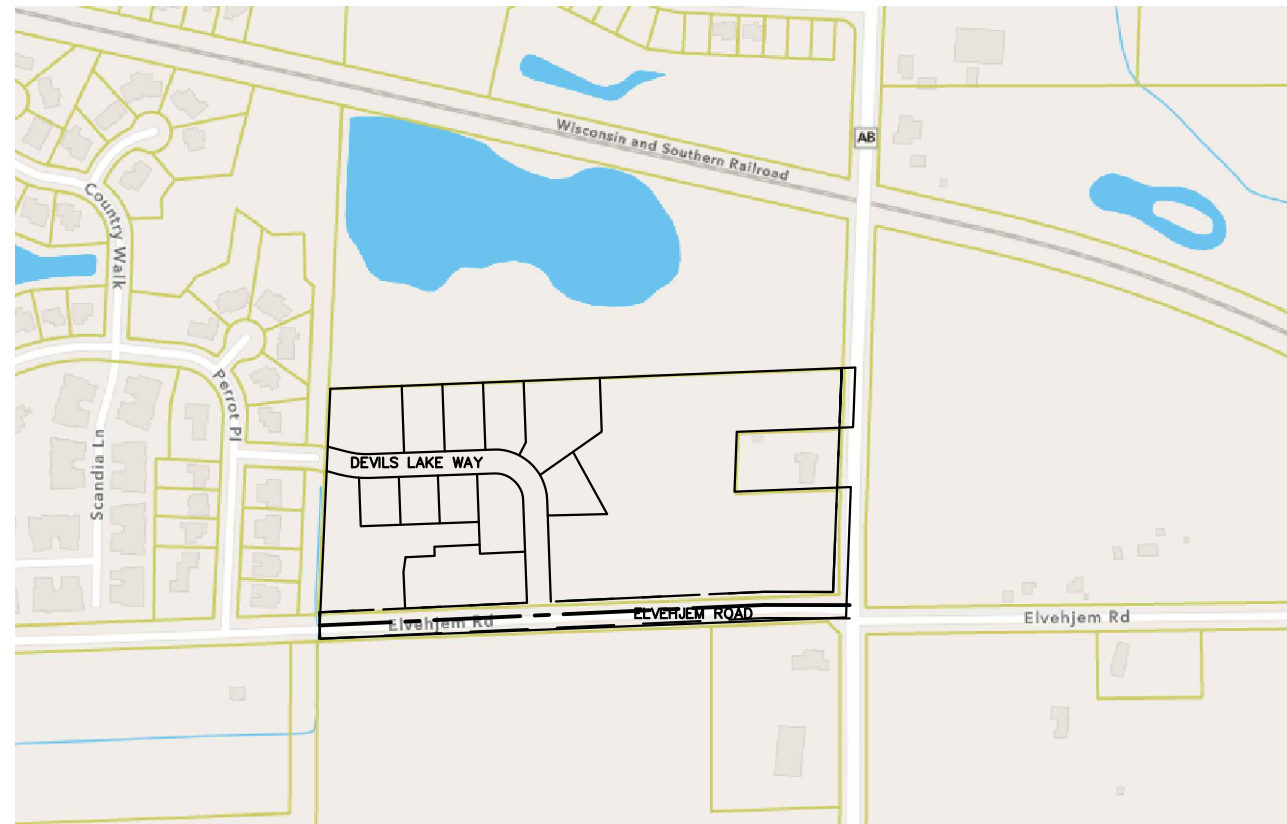 Wisconsin and Southern Railroad
AB
Country Walk
Perrot Pl
Scandia Ln
DEVILS LAKE WAY
ELVEHJEM ROAD
Elvehjem Rd
Elvehjem Rd